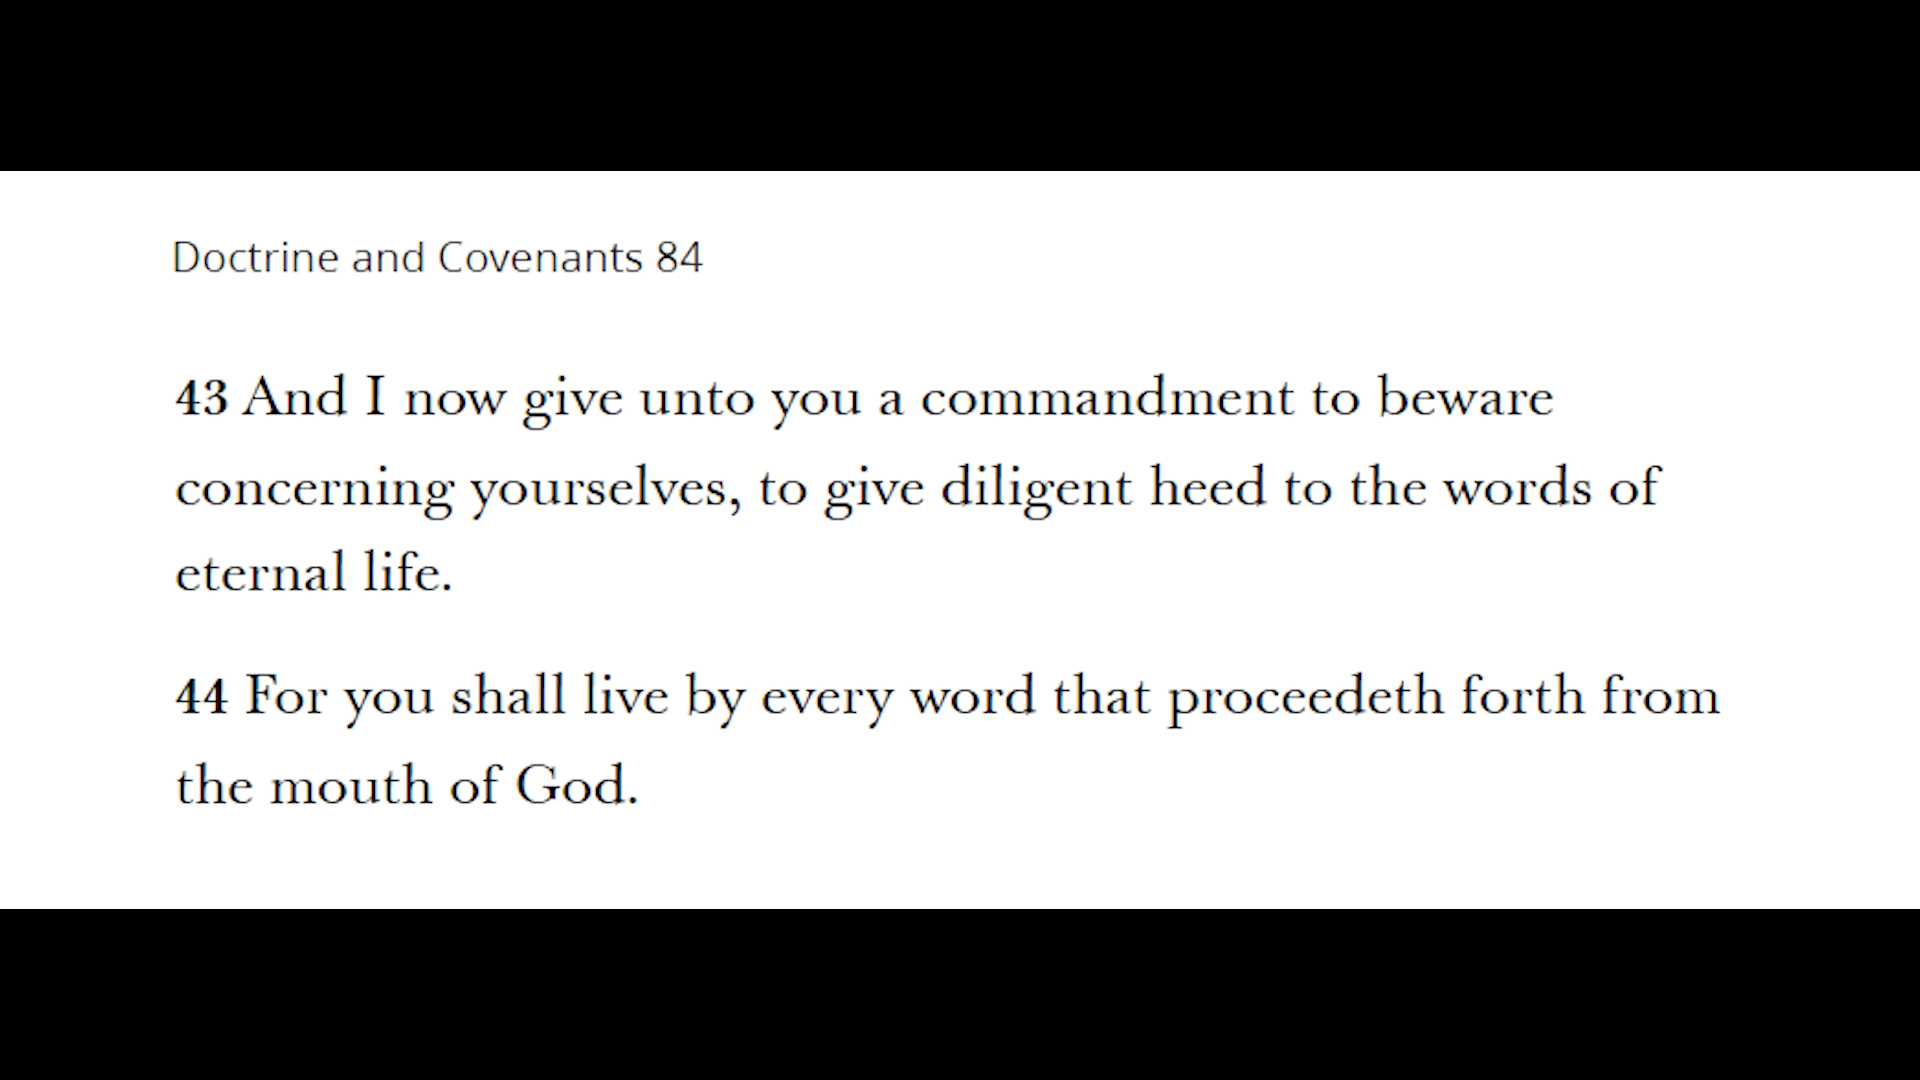 Doctrine and Covenants 84
43 And I now give unto you a commandment to beware
concerning yourselves, to give diligent heed to the words of
eternal life.
44 For you shall live by every word that proceedeth forth from
the mouth of God.